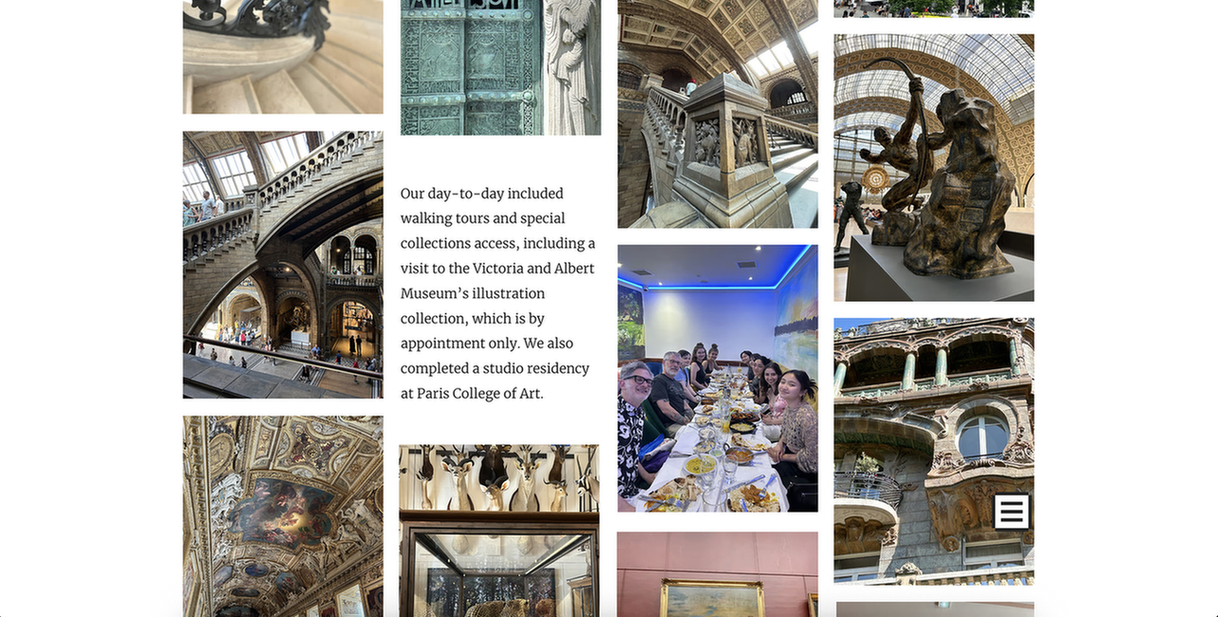 Our day-to-day included
walking tours and special
collections access, including a
visit to the Victoria and Albert
Museum’s illustration
collection, which is by
appointment only. We also
completed a studio residency
at Paris College of Art.